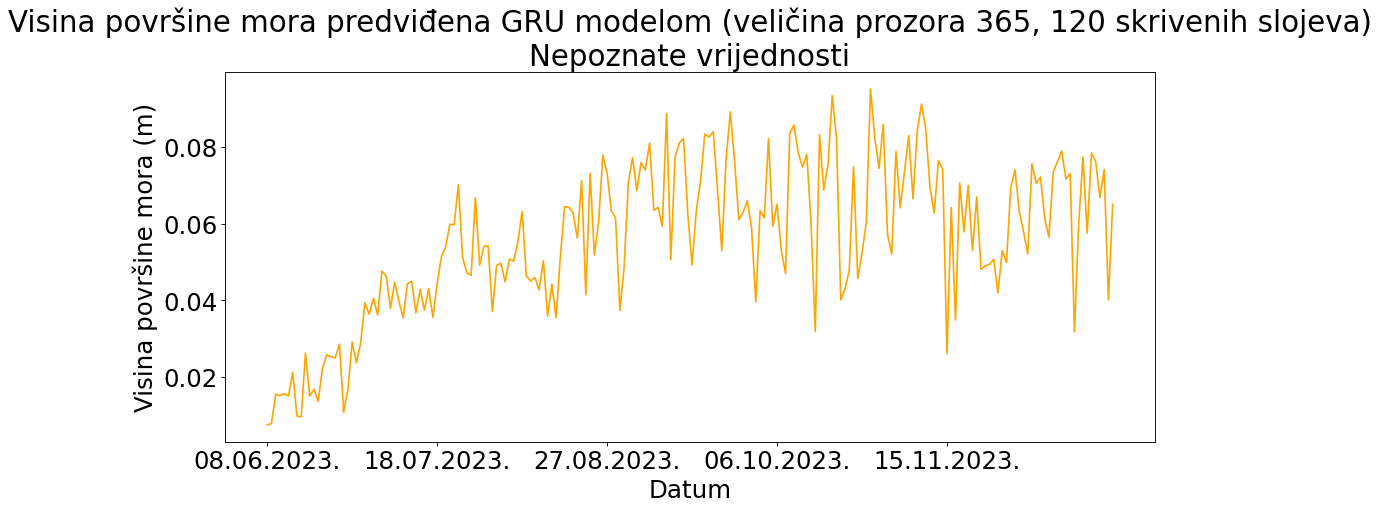 Visina površine mora predviđena GRU modelom (veličina prozora 365, 120 skrivenih slojeva)
Nepoznate vrijednosti
Visina površine mora (m)
0.08
0.06
0.04
0.02
08.06.2023. 18.07.2023. 27.08.2023. 06.10.2023. 15.11.2023.
Datum